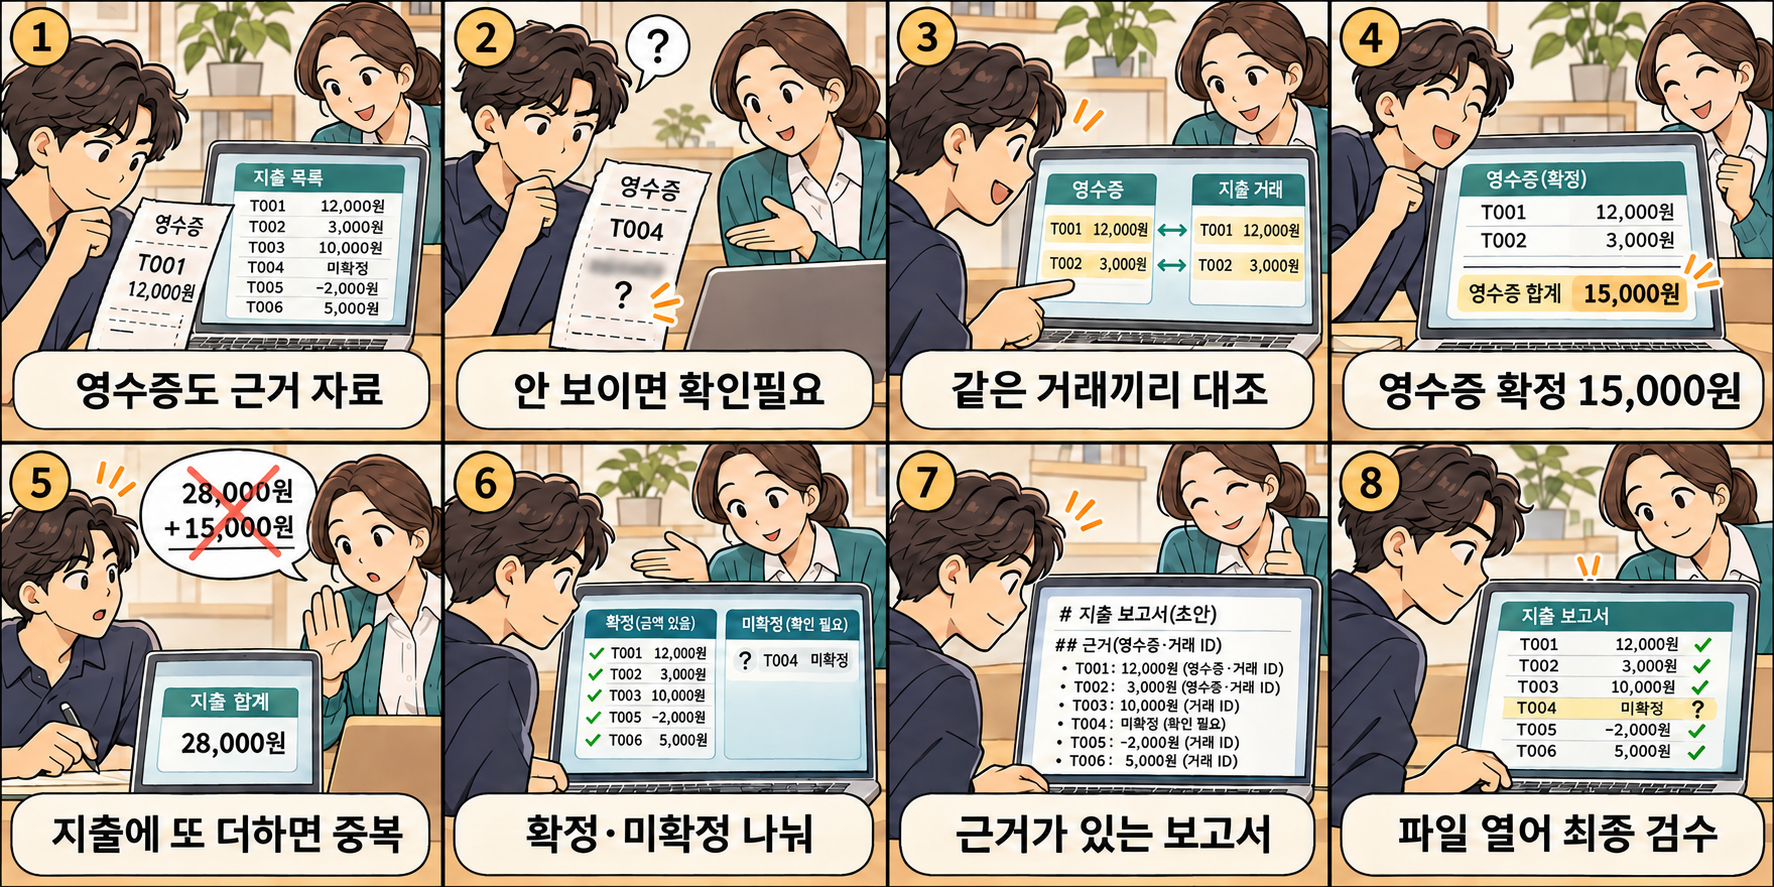 1
지출 목록
T001 12,000원
T002 3,000원
T003 10,000원
T004 미확정
T005 -2,000원
T006 5,000원
영수증
T001
12,000원
영수증도 근거 자료
2
?
영수증
T004
?
안 보이면 확인필요
3
영수증
T001 12,000원
T002 3,000원
지출 거래
T001 12,000원
T002 3,000원
같은 거래끼리 대조
4
영수증(확정)
T001 12,000원
T002 3,000원
영수증 합계 15,000원
영수증 확정 15,000원
5
28,000원
+15,000원
지출 합계
28,000원
지출에 또 더하면 중복
6
확정(금액 있음)
✓ T001 12,000원
✓ T002 3,000원
✓ T003 10,000원
✓ T005 -2,000원
✓ T006 5,000원
미확정(확인 필요)
? T004 미확정
확정·미확정 나눠
7
# 지출 보고서(초안)
## 근거(영수증·거래 ID)
• T001: 12,000원 (영수증·거래 ID)
• T002: 3,000원 (영수증·거래 ID)
• T003: 10,000원 (거래 ID)
• T004: 미확정 (확인 필요)
• T005: -2,000원 (거래 ID)
• T006: 5,000원 (거래 ID)
근거가 있는 보고서
8
지출 보고서
T001 12,000원 ✓
T002 3,000원 ✓
T003 10,000원 ✓
T004 미확정 ?
T005 -2,000원 ✓
T006 5,000원 ✓
파일 열어 최종 검수